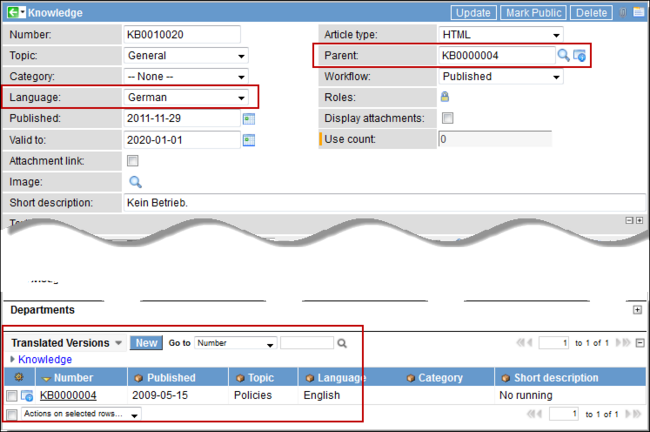 Knowledge Update Mark Public Delete
Number: KB0010020 Article type: HTML
Topic: General Parent: KB0000004
Category: -- None -- Workflow: Published
Language: German Roles:
Published: 2011-11-29 Display attachments:
Valid to: 2020-01-01 Use count: 0
Attachment link:
Image:
Short description: Kein Betrieb.
Departments
Translated Versions New Go to Number 1 to 1 of 1
Knowledge
Number Published Topic Language Category Short description
KB0000004 2009-05-15 Policies English No running
Actions on selected rows... 1 to 1 of 1